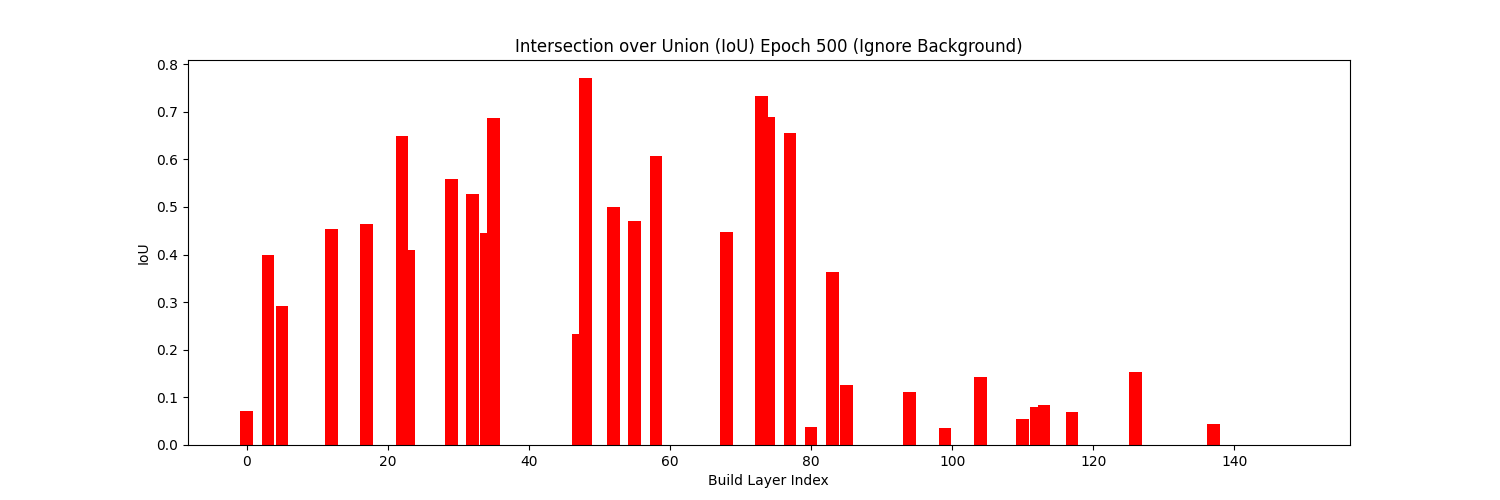 Intersection over Union (IoU) Epoch 500 (Ignore Background)
0.8
0.7
0.6
0.5
0.4
0.3
0.2
0.1
0.0
IoU
0 20 40 60 80 100 120 140
Build Layer Index